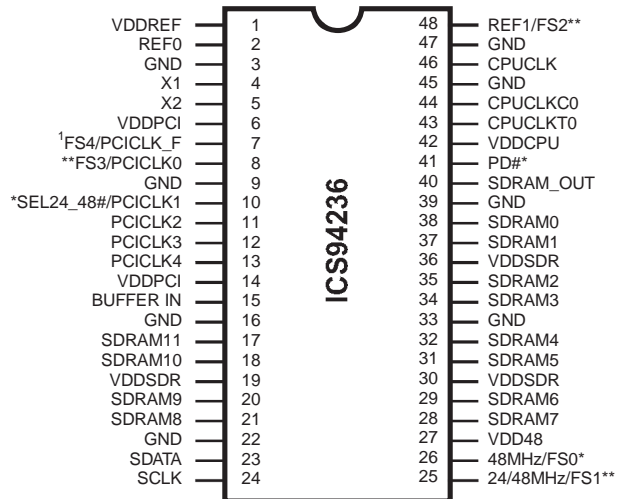 VDDREF 1 48 REF1/FS2**
REF0 2 47 GND
GND 3 46 CPUCLK
X1 4 45 GND
X2 5 44 CPUCLKC0
VDDPCI 6 43 CPUCLKT0
¹FS4/PCICLK_F 7 42 VDDCPU
**FS3/PCICLK0 8 41 PD#*
GND 9 40 SDRAM_OUT
*SEL24_48#/PCICLK1 10 39 GND
PCICLK2 11 38 SDRAM0
PCICLK3 12 37 SDRAM1
PCICLK4 13 36 VDDSDR
VDDPCI 14 35 SDRAM2
BUFFER IN 15 34 SDRAM3
GND 16 33 GND
SDRAM11 17 32 SDRAM4
SDRAM10 18 31 SDRAM5
VDDSDR 19 30 VDDSDR
SDRAM9 20 29 SDRAM6
SDRAM8 21 28 SDRAM7
GND 22 27 VDD48
SDATA 23 26 48MHz/FS0*
SCLK 24 25 24/48MHz/FS1**
ICS94236